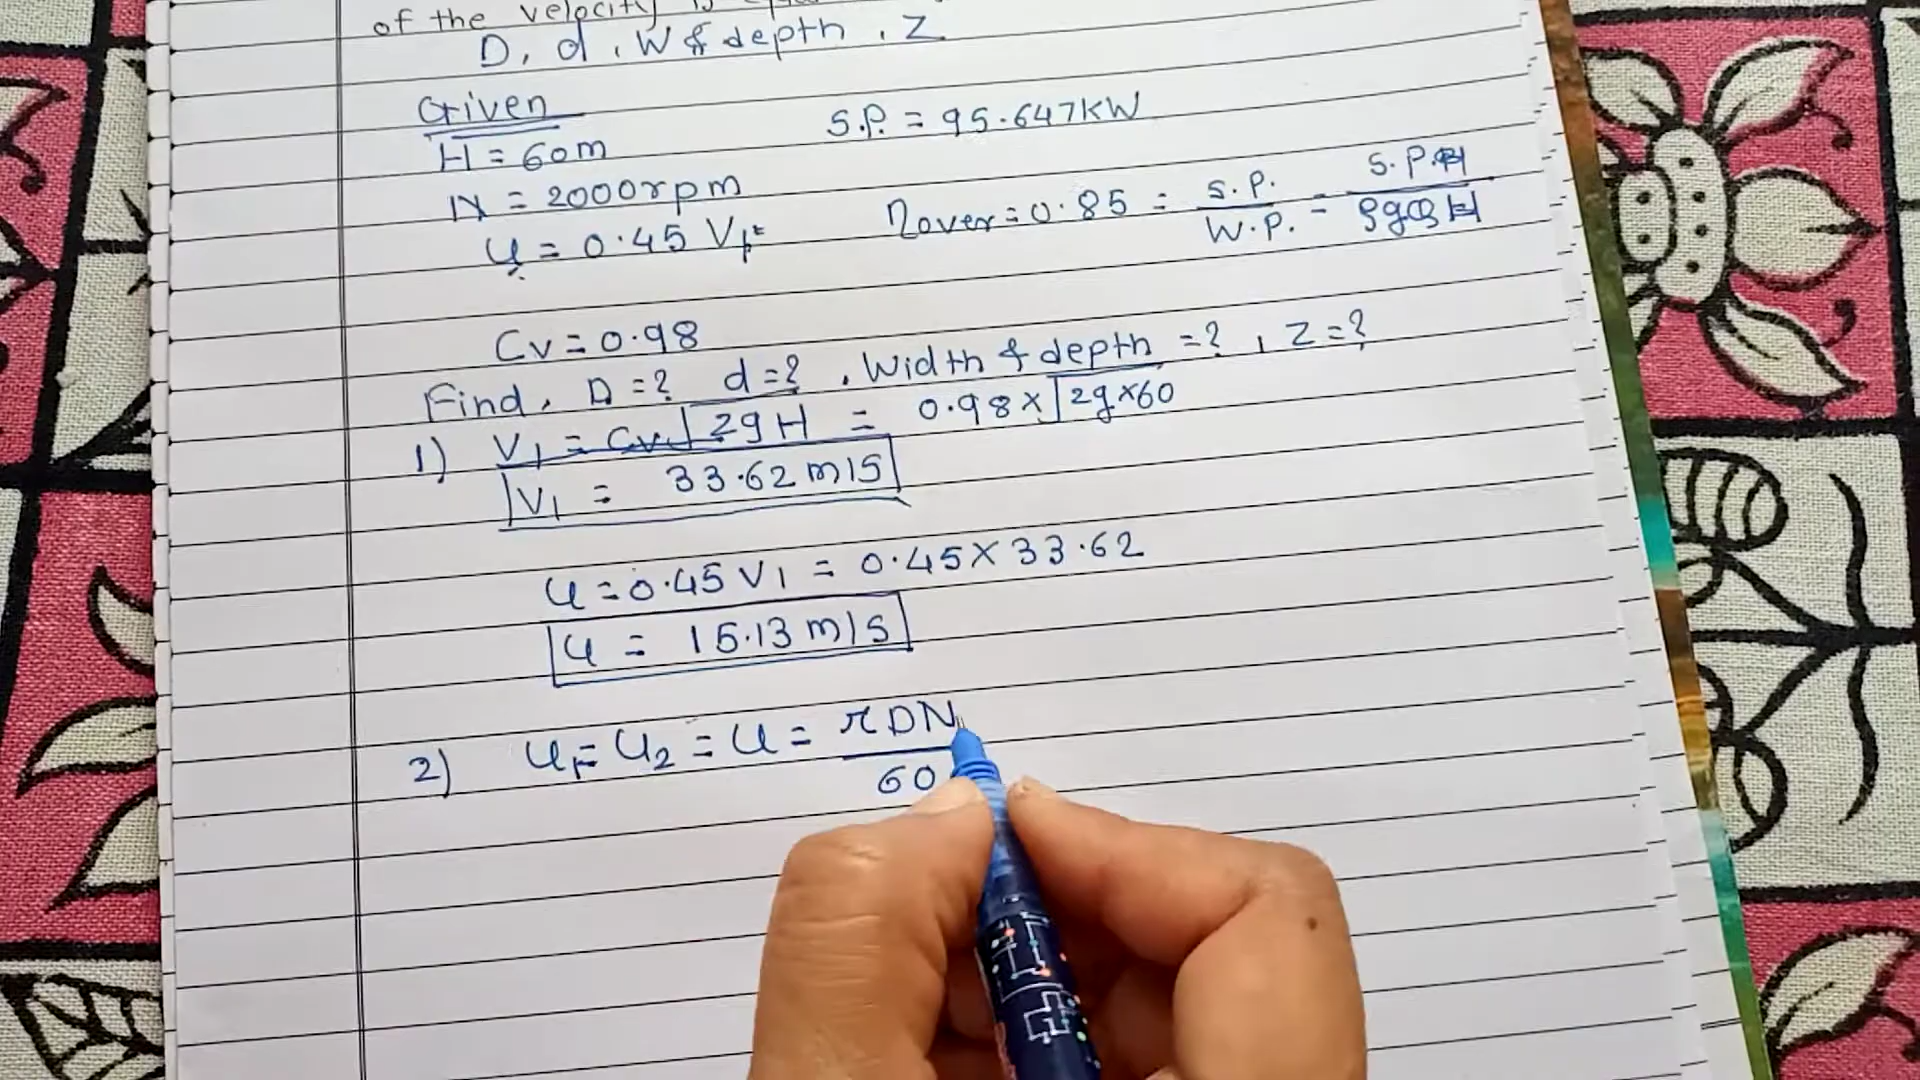 of the velocity is
D, d, W & depth, Z
Given
H = 60m
S.P. = 95.647KW
N = 2000rpm
u = 0.45 V1
ηover = 0.85 = S.P. / W.P. = S.P. / ρgQH
Cv = 0.98
Find, D = ? d = ?, Width & depth = ?, Z = ?
1) V1 = Cv√2gH = 0.98 × √2g×60
V1 = 33.62 m/s
u = 0.45 V1 = 0.45 × 33.62
u = 15.13 m/s
2) u1 = u2 = u = πDN / 60